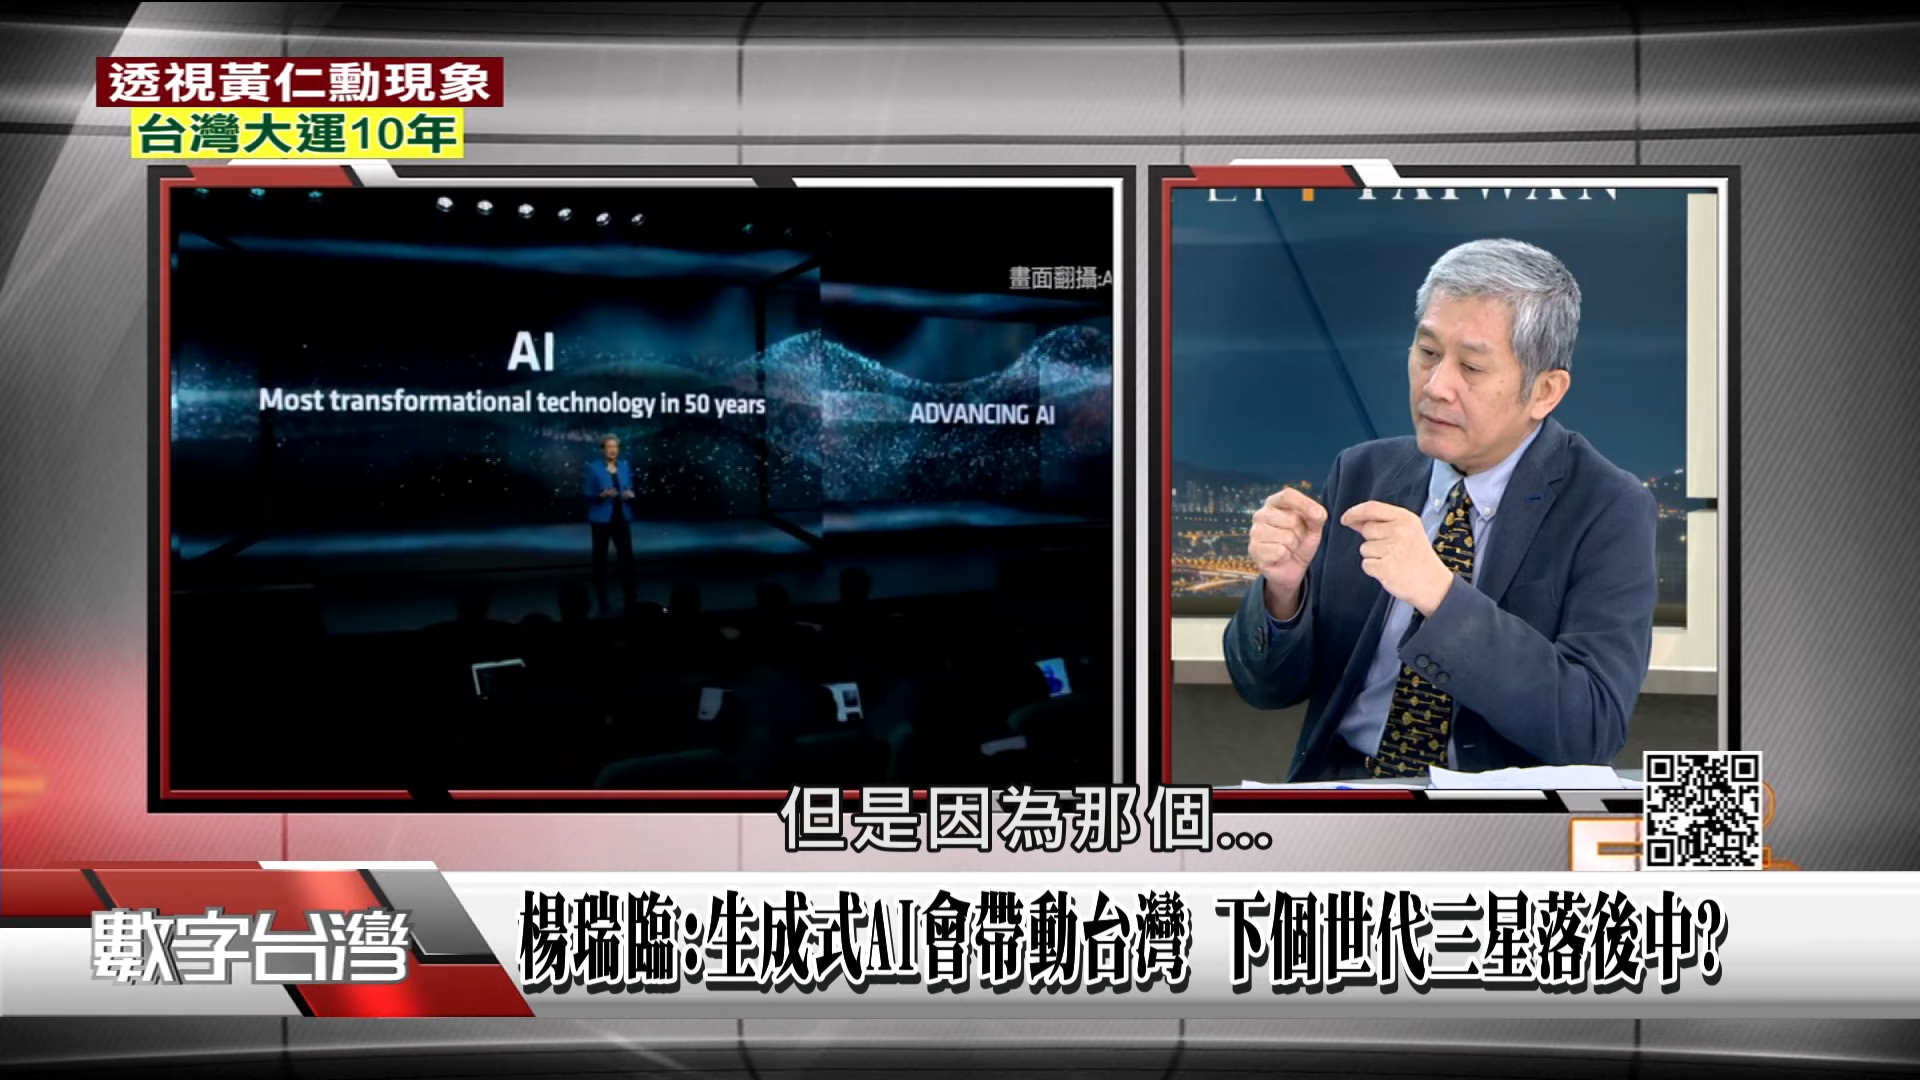 透視黃仁勳現象
台灣大運10年
TAIWAN
畫面翻攝:A
AI
Most transformational technology in 50 years
ADVANCING AI
但是因為那個...
數字台灣
楊瑞臨:生成式AI會帶動台灣 下個世代三星落後中?